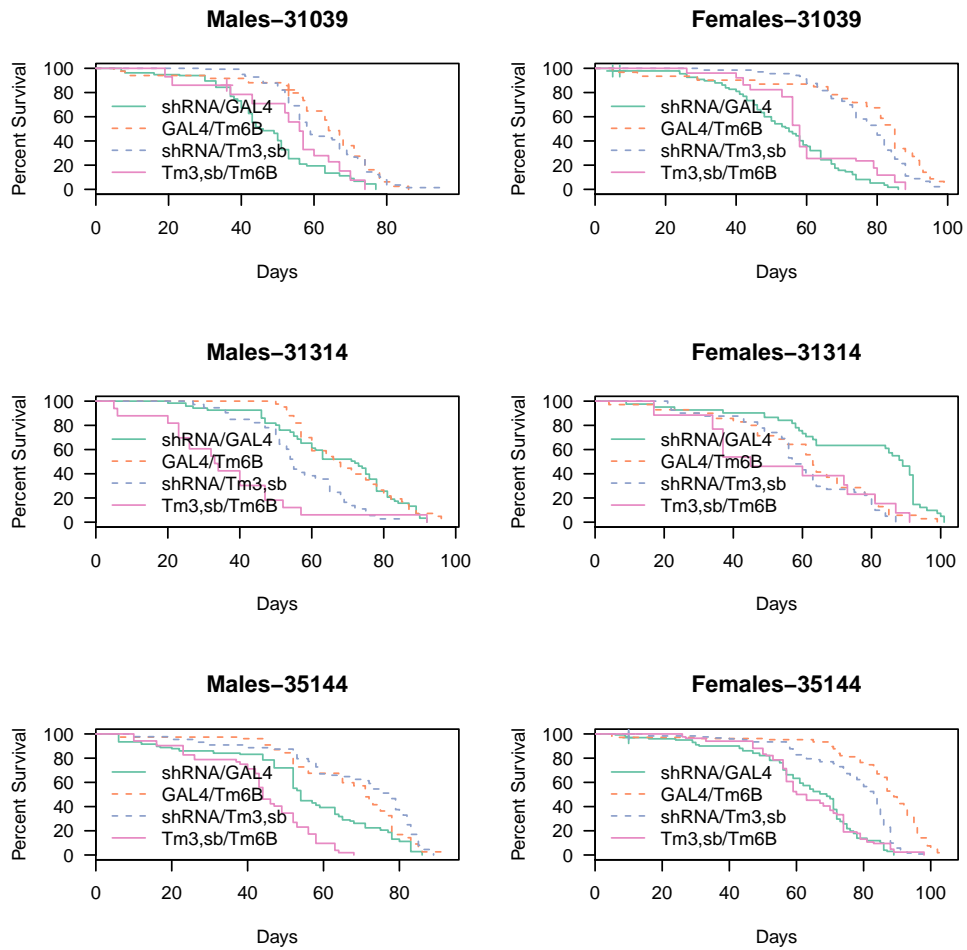 Males−31039
Percent Survival
100
80
60
40
20
0
shRNA/GAL4
GAL4/Tm6B
shRNA/Tm3,sb
Tm3,sb/Tm6B
0 20 40 60 80
Days
Females−31039
Percent Survival
100
80
60
40
20
0
shRNA/GAL4
GAL4/Tm6B
shRNA/Tm3,sb
Tm3,sb/Tm6B
0 20 40 60 80 100
Days
Males−31314
Percent Survival
100
80
60
40
20
0
shRNA/GAL4
GAL4/Tm6B
shRNA/Tm3,sb
Tm3,sb/Tm6B
0 20 40 60 80 100
Days
Females−31314
Percent Survival
100
80
60
40
20
0
shRNA/GAL4
GAL4/Tm6B
shRNA/Tm3,sb
Tm3,sb/Tm6B
0 20 40 60 80 100
Days
Males−35144
Percent Survival
100
80
60
40
20
0
shRNA/GAL4
GAL4/Tm6B
shRNA/Tm3,sb
Tm3,sb/Tm6B
0 20 40 60 80
Days
Females−35144
Percent Survival
100
80
60
40
20
0
shRNA/GAL4
GAL4/Tm6B
shRNA/Tm3,sb
Tm3,sb/Tm6B
0 20 40 60 80 100
Days